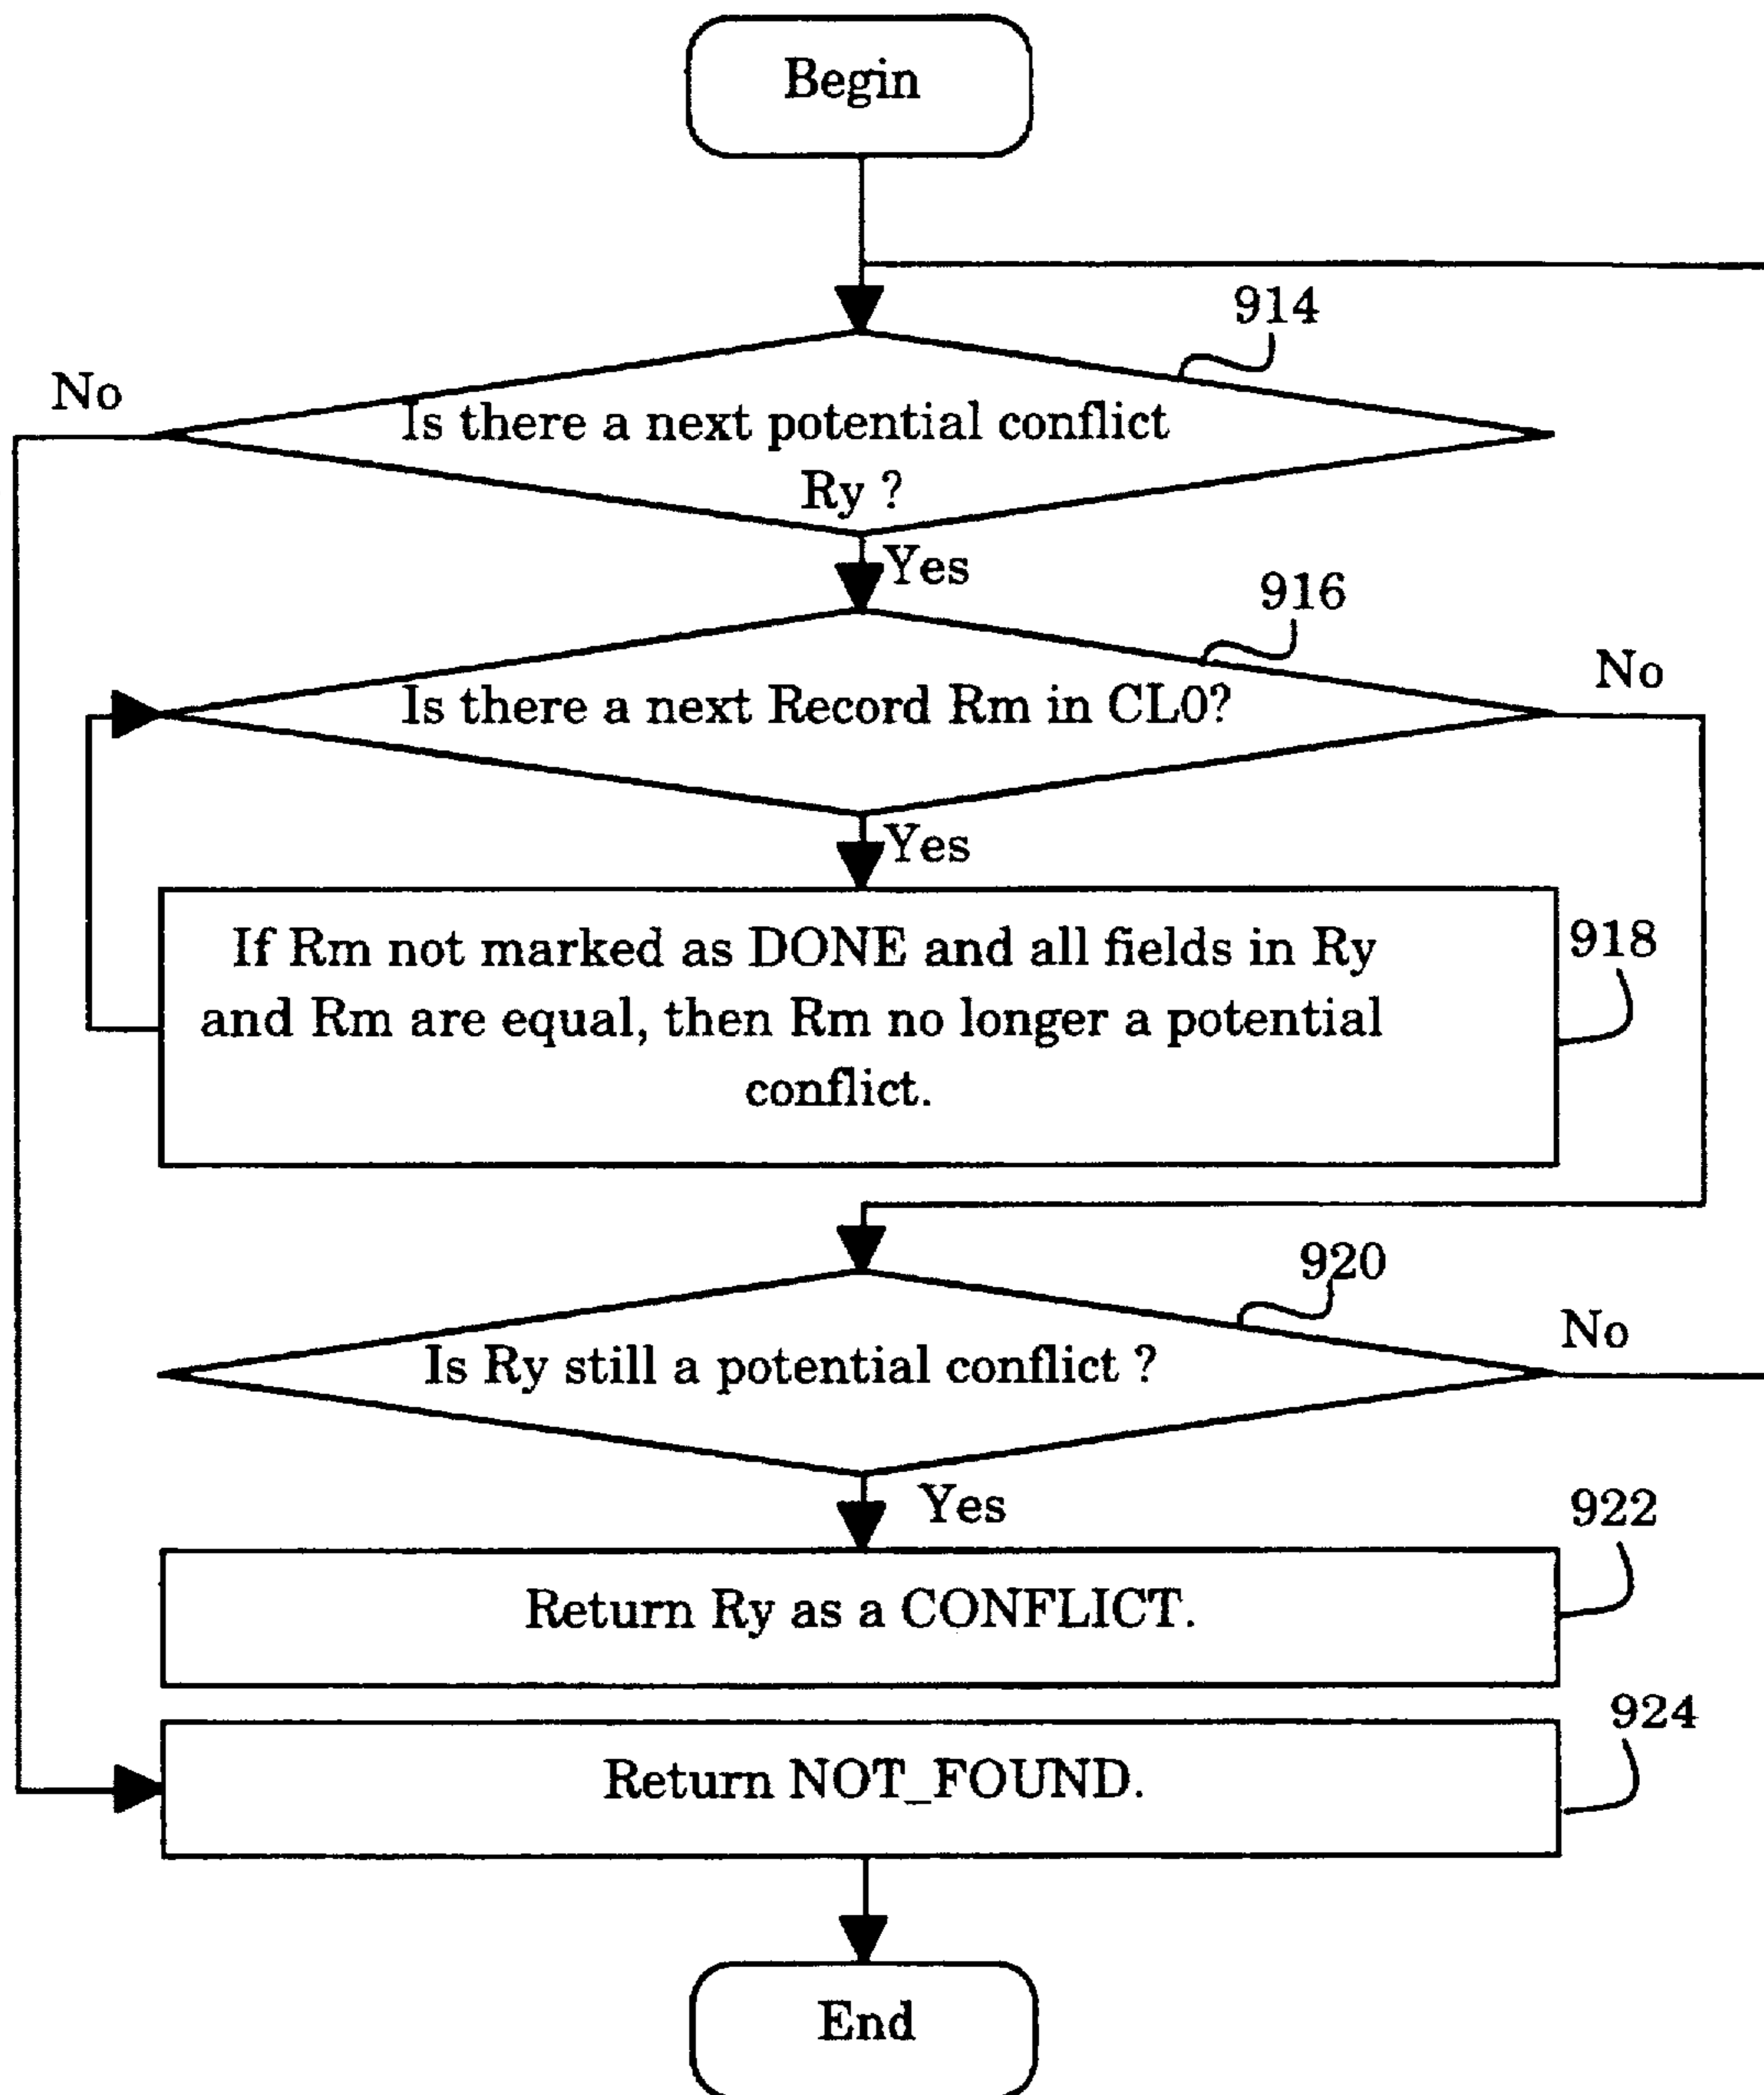 Begin
914
No
Is there a next potential conflict
Ry ?
Yes
916
No
Is there a next Record Rm in CL0?
Yes
If Rm not marked as DONE and all fields in Ry
and Rm are equal, then Rm no longer a potential
conflict.
918
920
No
Is Ry still a potential conflict ?
Yes
922
Return Ry as a CONFLICT.
924
Return NOT_FOUND.
End